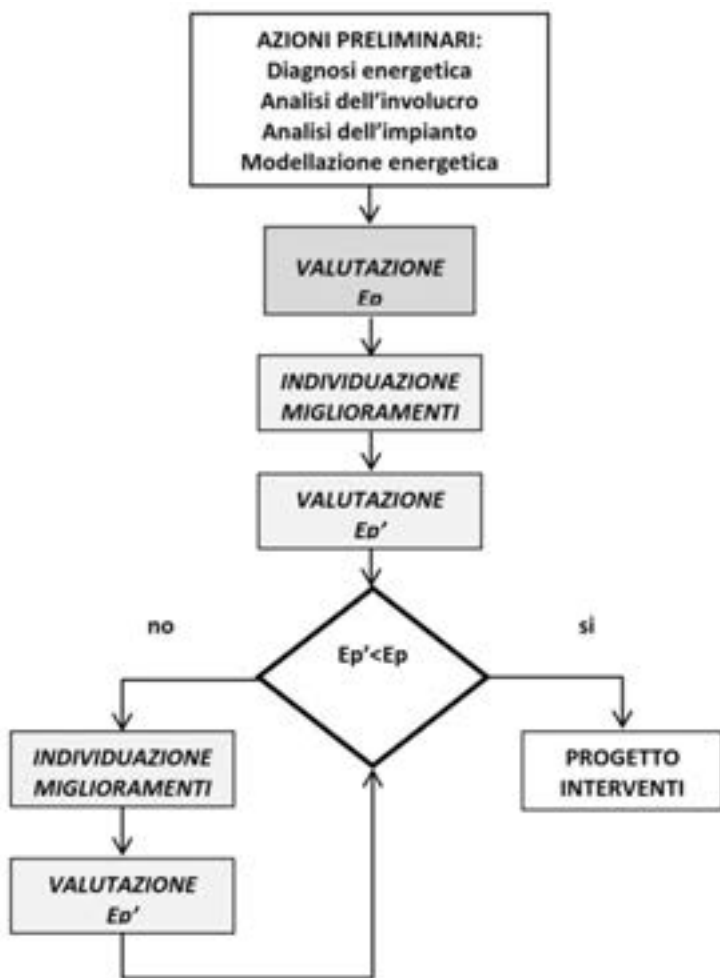 AZIONI PRELIMINARI:
Diagnosi energetica
Analisi dell'involucro
Analisi dell'impianto
Modellazione energetica
VALUTAZIONE
Ep
INDIVIDUAZIONE
MIGLIORAMENTI
VALUTAZIONE
Ep'
no
si
Ep'<Ep
INDIVIDUAZIONE
MIGLIORAMENTI
PROGETTO
INTERVENTI
VALUTAZIONE
Ep'